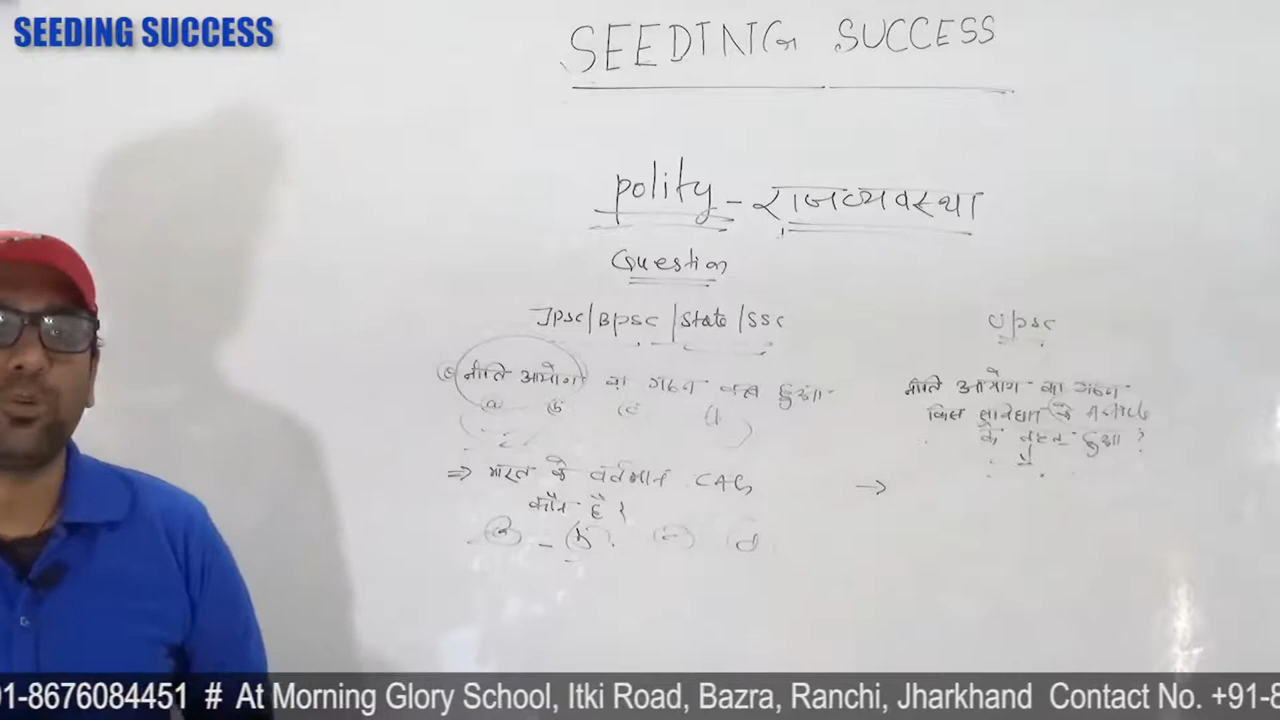 SEEDING SUCCESS
SEEDING SUCCESS
polity - राजव्यवस्था
Question
Jpsc/Bpsc/State/SSC
नीति आयोग का गठन कब हुआ
(a) (b) (c) (d)
⇒ भारत के वर्तमान CAG
कौन है?
(a) - (b) (c) (d)
Upsc
नीति आयोग का गठन
किस के Article
के तहत हुआ?
→
91-8676084451 # At Morning Glory School, Itki Road, Bazra, Ranchi, Jharkhand Contact No. +91-8